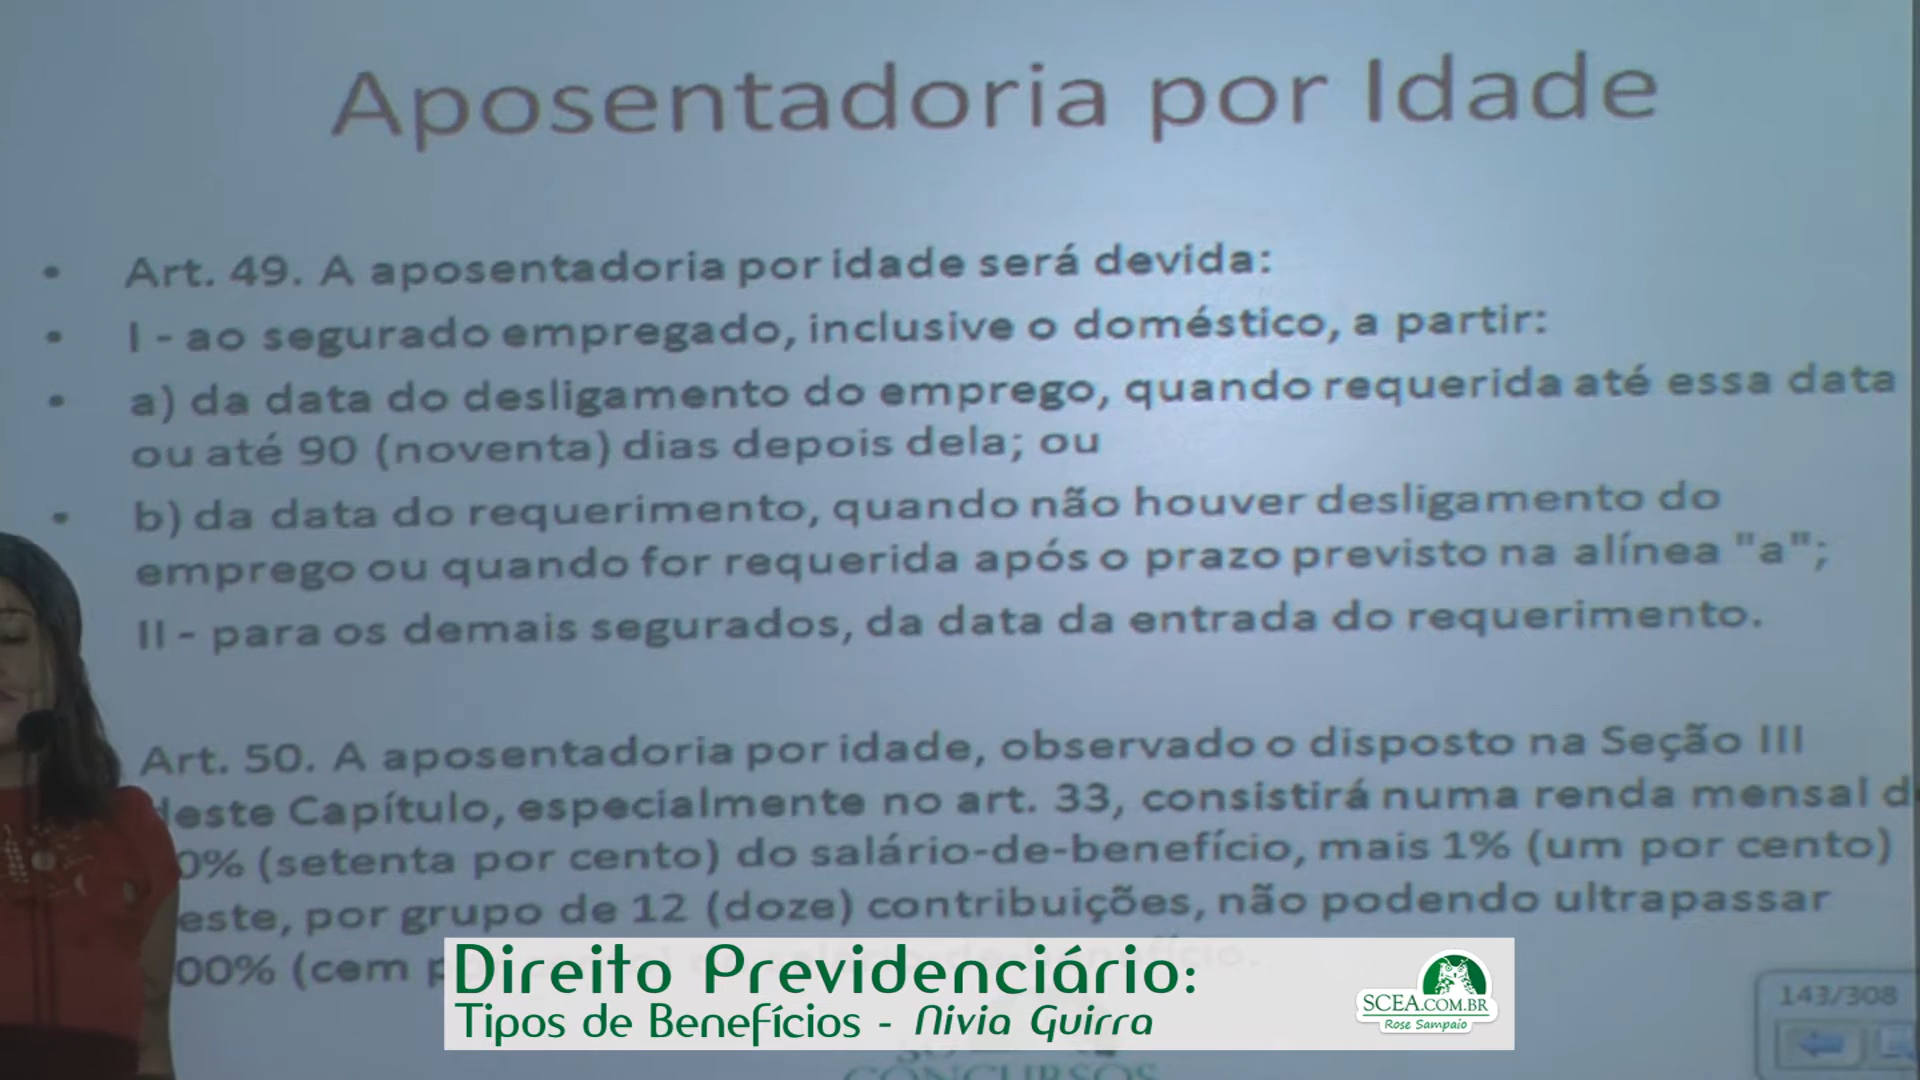 Aposentadoria por Idade
• Art. 49. A aposentadoria por idade será devida:
• I - ao segurado empregado, inclusive o doméstico, a partir:
• a) da data do desligamento do emprego, quando requerida até essa data
ou até 90 (noventa) dias depois dela; ou
• b) da data do requerimento, quando não houver desligamento do
emprego ou quando for requerida após o prazo previsto na alínea "a";
II - para os demais segurados, da data da entrada do requerimento.
Art. 50. A aposentadoria por idade, observado o disposto na Seção III
deste Capítulo, especialmente no art. 33, consistirá numa renda mensal d
0% (setenta por cento) do salário-de-benefício, mais 1% (um por cento)
este, por grupo de 12 (doze) contribuições, não podendo ultrapassar
00% (cem p
Direito Previdenciário:
Tipos de Benefícios - Nivia Guirra
SCEA.COM.BR
Rose Sampaio
143/308
CONCURSOS